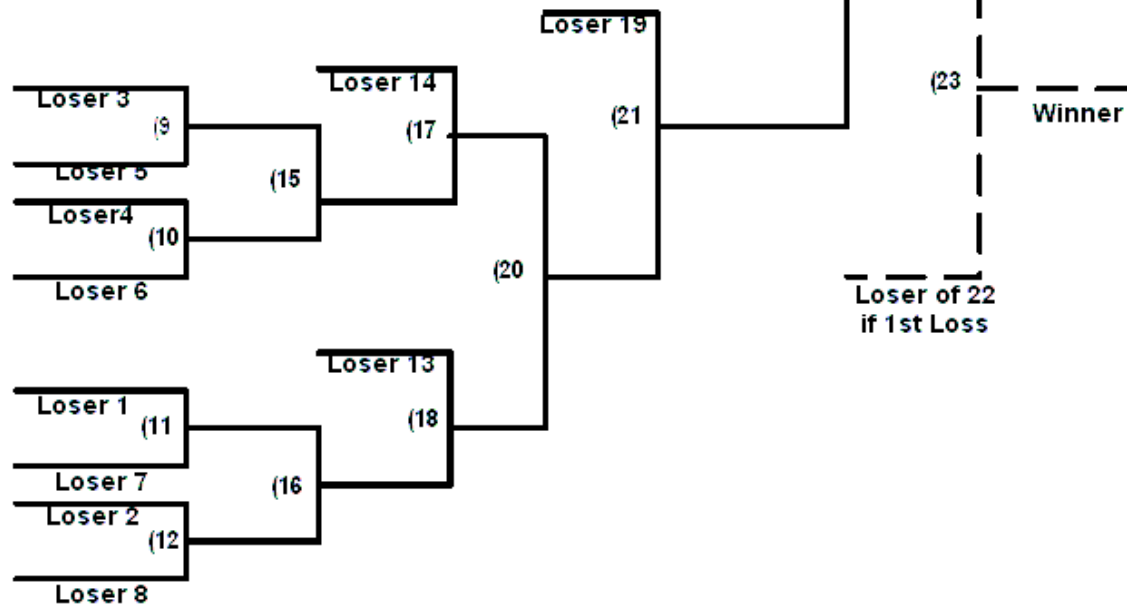 Loser 19
Loser 14
(23
Loser 3
Winner
(21
(9
(17
Loser 5
(15
Loser4
(10
(20
Loser 6
Loser of 22
if 1st Loss
Loser 13
Loser 1
(18
(11
Loser 7
(16
Loser 2
(12
Loser 8